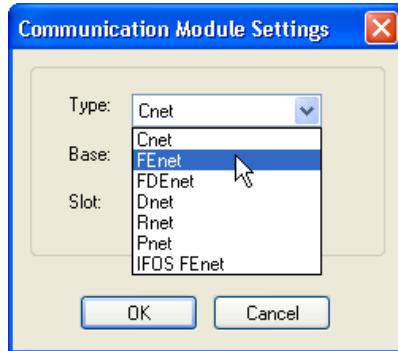 Communication Module Settings
Type: Cnet
Cnet
Base: FEnet
FDEnet
Slot: Dnet
Rnet
Pnet
IFOS FEnet
OK Cancel